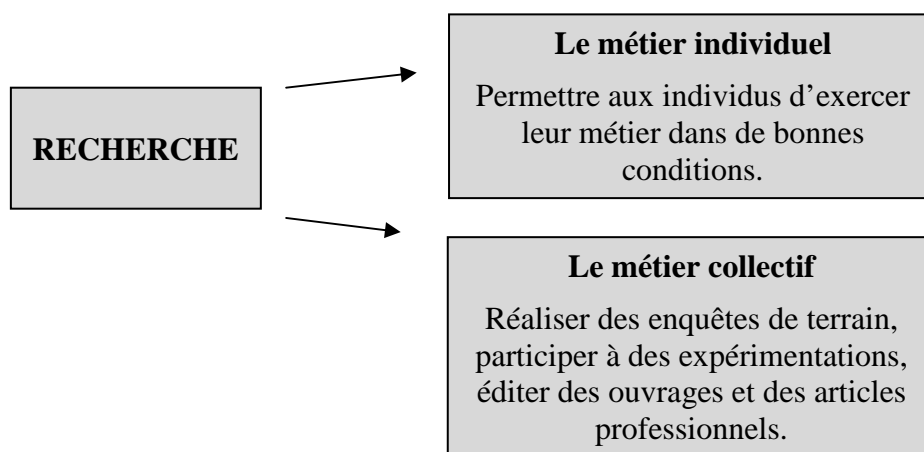 RECHERCHE
Le métier individuel
Permettre aux individus d'exercer
leur métier dans de bonnes
conditions.
Le métier collectif
Réaliser des enquêtes de terrain,
participer à des expérimentations,
éditer des ouvrages et des articles
professionnels.